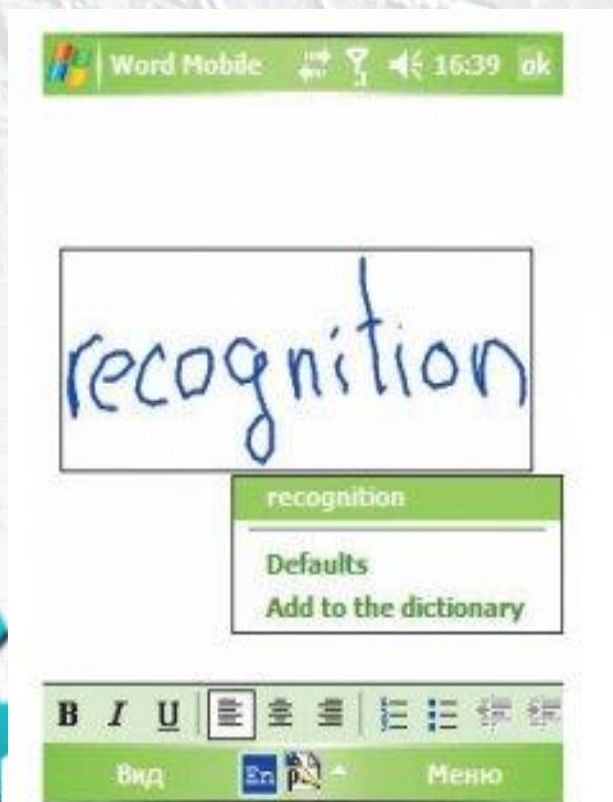 Word Mobile 16:39 ok
recognition
recognition
Defaults
Add to the dictionary
B I U
Вид En Меню